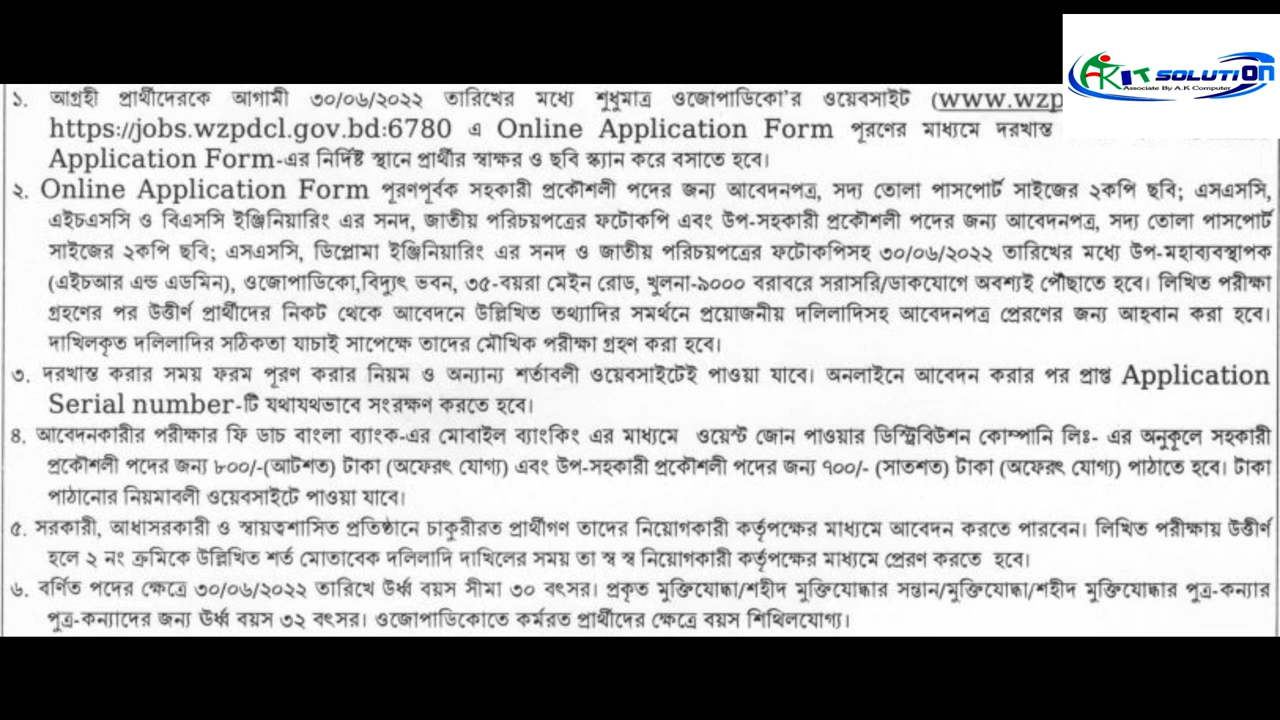 AK IT SOLUTION
Associate By A.K Computer
১. আগ্রহী প্রার্থীদেরকে আগামী ৩০/০৬/২০২২ তারিখের মধ্যে শুধুমাত্র ওজোপাডিকো'র ওয়েবসাইট (www.wzp
https://jobs.wzpdcl.gov.bd:6780 এ Online Application Form পূরণের মাধ্যমে দরখাস্ত
Application Form-এর নির্দিষ্ট স্থানে প্রার্থীর স্বাক্ষর ও ছবি স্ক্যান করে বসাতে হবে।
২. Online Application Form পূরণপূর্বক সহকারী প্রকৌশলী পদের জন্য আবেদনপত্র, সদ্য তোলা পাসপোর্ট সাইজের ২কপি ছবি; এসএসসি,
এইচএসসি ও বিএসসি ইঞ্জিনিয়ারিং এর সনদ, জাতীয় পরিচয়পত্রের ফটোকপি এবং উপ-সহকারী প্রকৌশলী পদের জন্য আবেদনপত্র, সদ্য তোলা পাসপোর্ট
সাইজের ২কপি ছবি; এসএসসি, ডিপ্লোমা ইঞ্জিনিয়ারিং এর সনদ ও জাতীয় পরিচয়পত্রের ফটোকপিসহ ৩০/০৬/২০২২ তারিখের মধ্যে উপ-মহাব্যবস্থাপক
(এইচআর এন্ড এডমিন), ওজোপাডিকো,বিদ্যুৎ ভবন, ৩৫-বয়রা মেইন রোড, খুলনা-৯০০০ বরাবরে সরাসরি/ডাকযোগে অবশ্যই পৌঁছাতে হবে। লিখিত পরীক্ষা
গ্রহণের পর উত্তীর্ণ প্রার্থীদের নিকট থেকে আবেদনে উল্লিখিত তথ্যাদির সমর্থনে প্রয়োজনীয় দলিলাদিসহ আবেদনপত্র প্রেরণের জন্য আহবান করা হবে।
দাখিলকৃত দলিলাদির সঠিকতা যাচাই সাপেক্ষে তাদের মৌখিক পরীক্ষা গ্রহণ করা হবে।
৩. দরখাস্ত করার সময় ফরম পূরণ করার নিয়ম ও অন্যান্য শর্তাবলী ওয়েবসাইটেই পাওয়া যাবে। অনলাইনে আবেদন করার পর প্রাপ্ত Application
Serial number-টি যথাযথভাবে সংরক্ষণ করতে হবে।
৪. আবেদনকারীর পরীক্ষার ফি ডাচ বাংলা ব্যাংক-এর মোবাইল ব্যাংকিং এর মাধ্যমে ওয়েস্ট জোন পাওয়ার ডিস্ট্রিবিউশন কোম্পানি লিঃ- এর অনুকূলে সহকারী
প্রকৌশলী পদের জন্য ৮০০/-(আটশত) টাকা (অফেরৎ যোগ্য) এবং উপ-সহকারী প্রকৌশলী পদের জন্য ৭০০/- (সাতশত) টাকা (অফেরৎ যোগ্য) পাঠাতে হবে। টাকা
পাঠানোর নিয়মাবলী ওয়েবসাইটে পাওয়া যাবে।
৫. সরকারী, আধাসরকারী ও স্বায়ত্বশাসিত প্রতিষ্ঠানে চাকুরীরত প্রার্থীগণ তাদের নিয়োগকারী কর্তৃপক্ষের মাধ্যমে আবেদন করতে পারবেন। লিখিত পরীক্ষায় উত্তীর্ণ
হলে ২ নং ক্রমিকে উল্লিখিত শর্ত মোতাবেক দলিলাদি দাখিলের সময় তা স্ব স্ব নিয়োগকারী কর্তৃপক্ষের মাধ্যমে প্রেরণ করতে হবে।
৬. বর্ণিত পদের ক্ষেত্রে ৩০/০৬/২০২২ তারিখে উর্ধ্ব বয়স সীমা ৩০ বৎসর। প্রকৃত মুক্তিযোদ্ধা/শহীদ মুক্তিযোদ্ধার সন্তান/মুক্তিযোদ্ধা/শহীদ মুক্তিযোদ্ধার পুত্র-কন্যার
পুত্র-কন্যাদের জন্য উর্ধ্ব বয়স ৩২ বৎসর। ওজোপাডিকোতে কর্মরত প্রার্থীদের ক্ষেত্রে বয়স শিথিলযোগ্য।